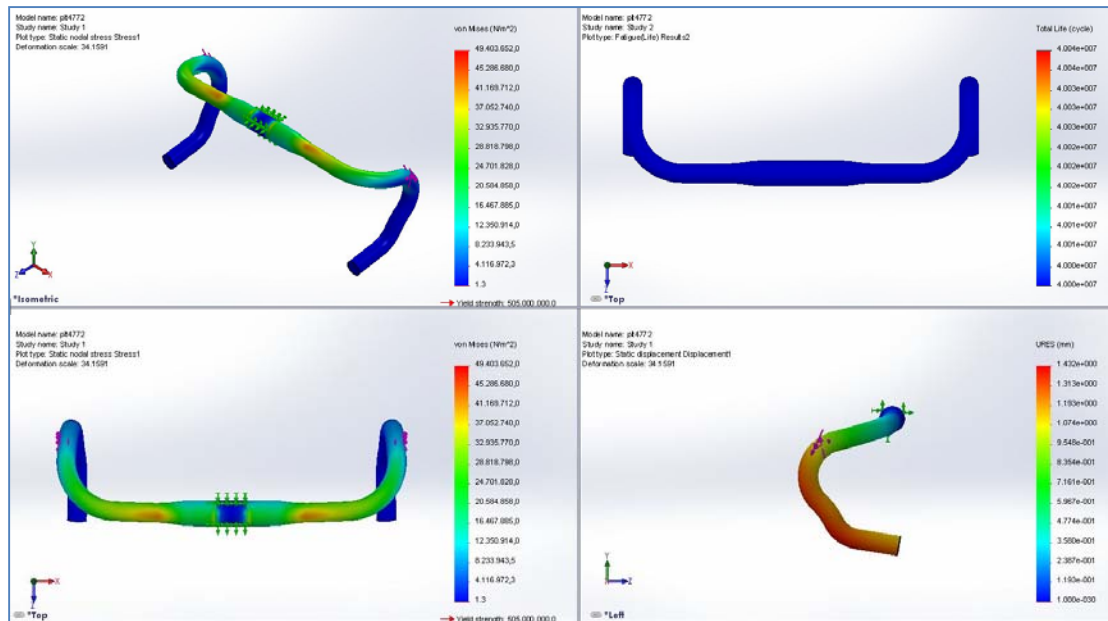 Model name: plt4772
Study name: Study 1
Plot type: Static nodal stress Stress1
Deformation scale: 34.1591
von Mises (N/m^2)
49.403.652,0
45.286.680,0
41.169.712,0
37.052.740,0
32.935.770,0
28.818.798,0
24.701.828,0
20.584.858,0
16.467.885,0
12.350.914,0
8.233.943,5
4.116.972,3
1.3
Yield strength: 505.000.000,0
Y
Z
X
*Isometric
Model name: plt4772
Study name: Study 2
Plot type: Fatigue(Life) Results2
Total Life (cycle)
4.004e+007
4.004e+007
4.003e+007
4.003e+007
4.003e+007
4.002e+007
4.002e+007
4.002e+007
4.001e+007
4.001e+007
4.001e+007
4.000e+007
4.000e+007
X
Z
*Top
Model name: plt4772
Study name: Study 1
Plot type: Static nodal stress Stress1
Deformation scale: 34.1591
von Mises (N/m^2)
49.403.652,0
45.286.680,0
41.169.712,0
37.052.740,0
32.935.770,0
28.818.798,0
24.701.828,0
20.584.858,0
16.467.885,0
12.350.914,0
8.233.943,5
4.116.972,3
1.3
Yield strength: 505.000.000,0
X
Z
*Top
Model name: plt4772
Study name: Study 1
Plot type: Static displacement Displacement1
Deformation scale: 34.1591
URES (mm)
1.432e+000
1.313e+000
1.193e+000
1.074e+000
9.548e-001
8.354e-001
7.161e-001
5.967e-001
4.774e-001
3.580e-001
2.387e-001
1.193e-001
1.000e-030
Y
Z
*Left